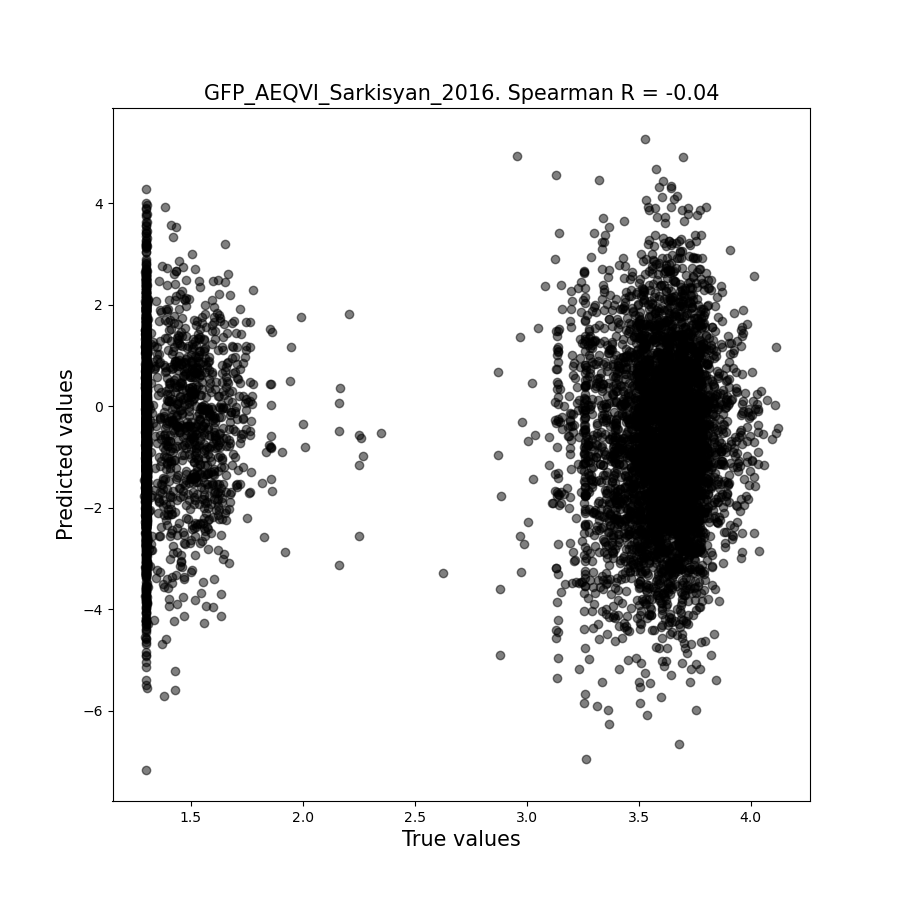 GFP_AEQVI_Sarkisyan_2016. Spearman R = -0.04
4
2
0
−2
−4
−6
Predicted values
1.5 2.0 2.5 3.0 3.5 4.0
True values